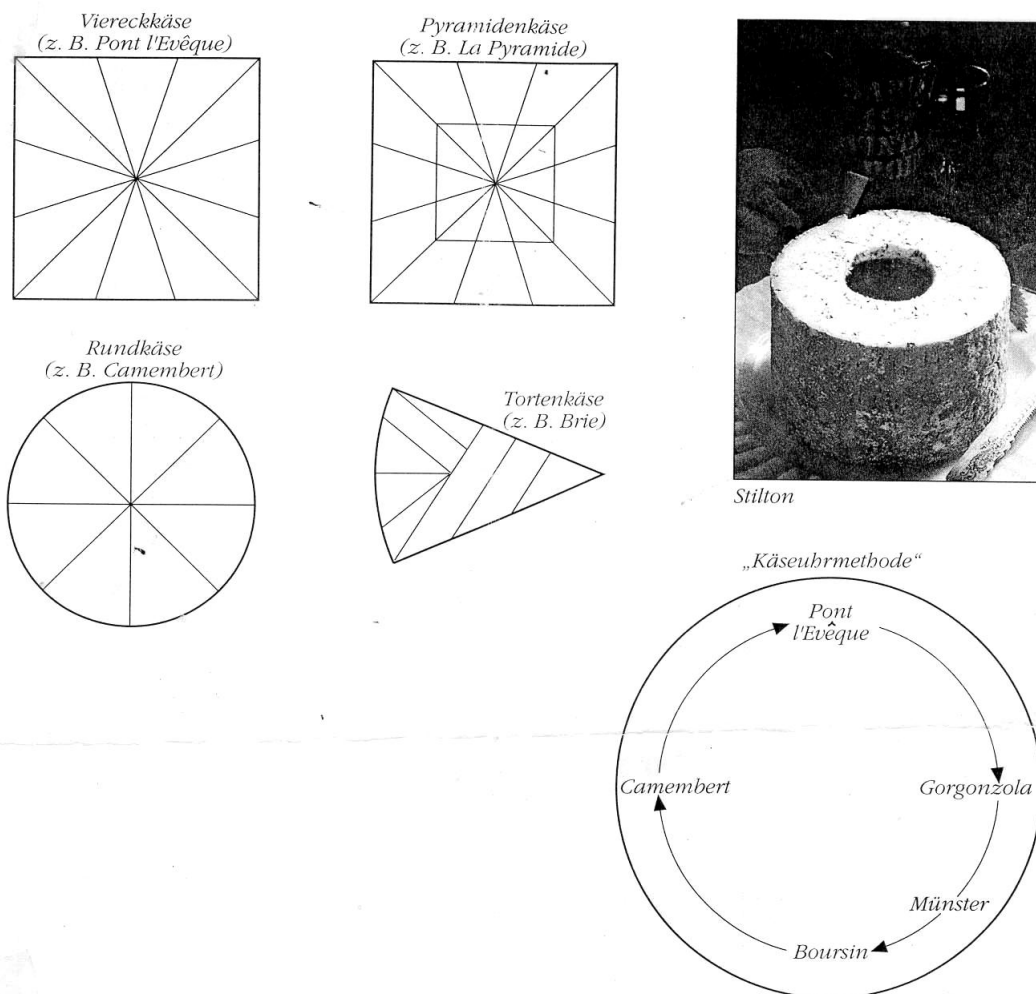 Viereckkäse
(z. B. Pont l'Evêque)
Pyramidenkäse
(z. B. La Pyramide)
Rundkäse
(z. B. Camembert)
Tortenkäse
(z. B. Brie)
Stilton
„Käseuhrmethode“
Pont
l'Evêque
Gorgonzola
Münster
Boursin
Camembert